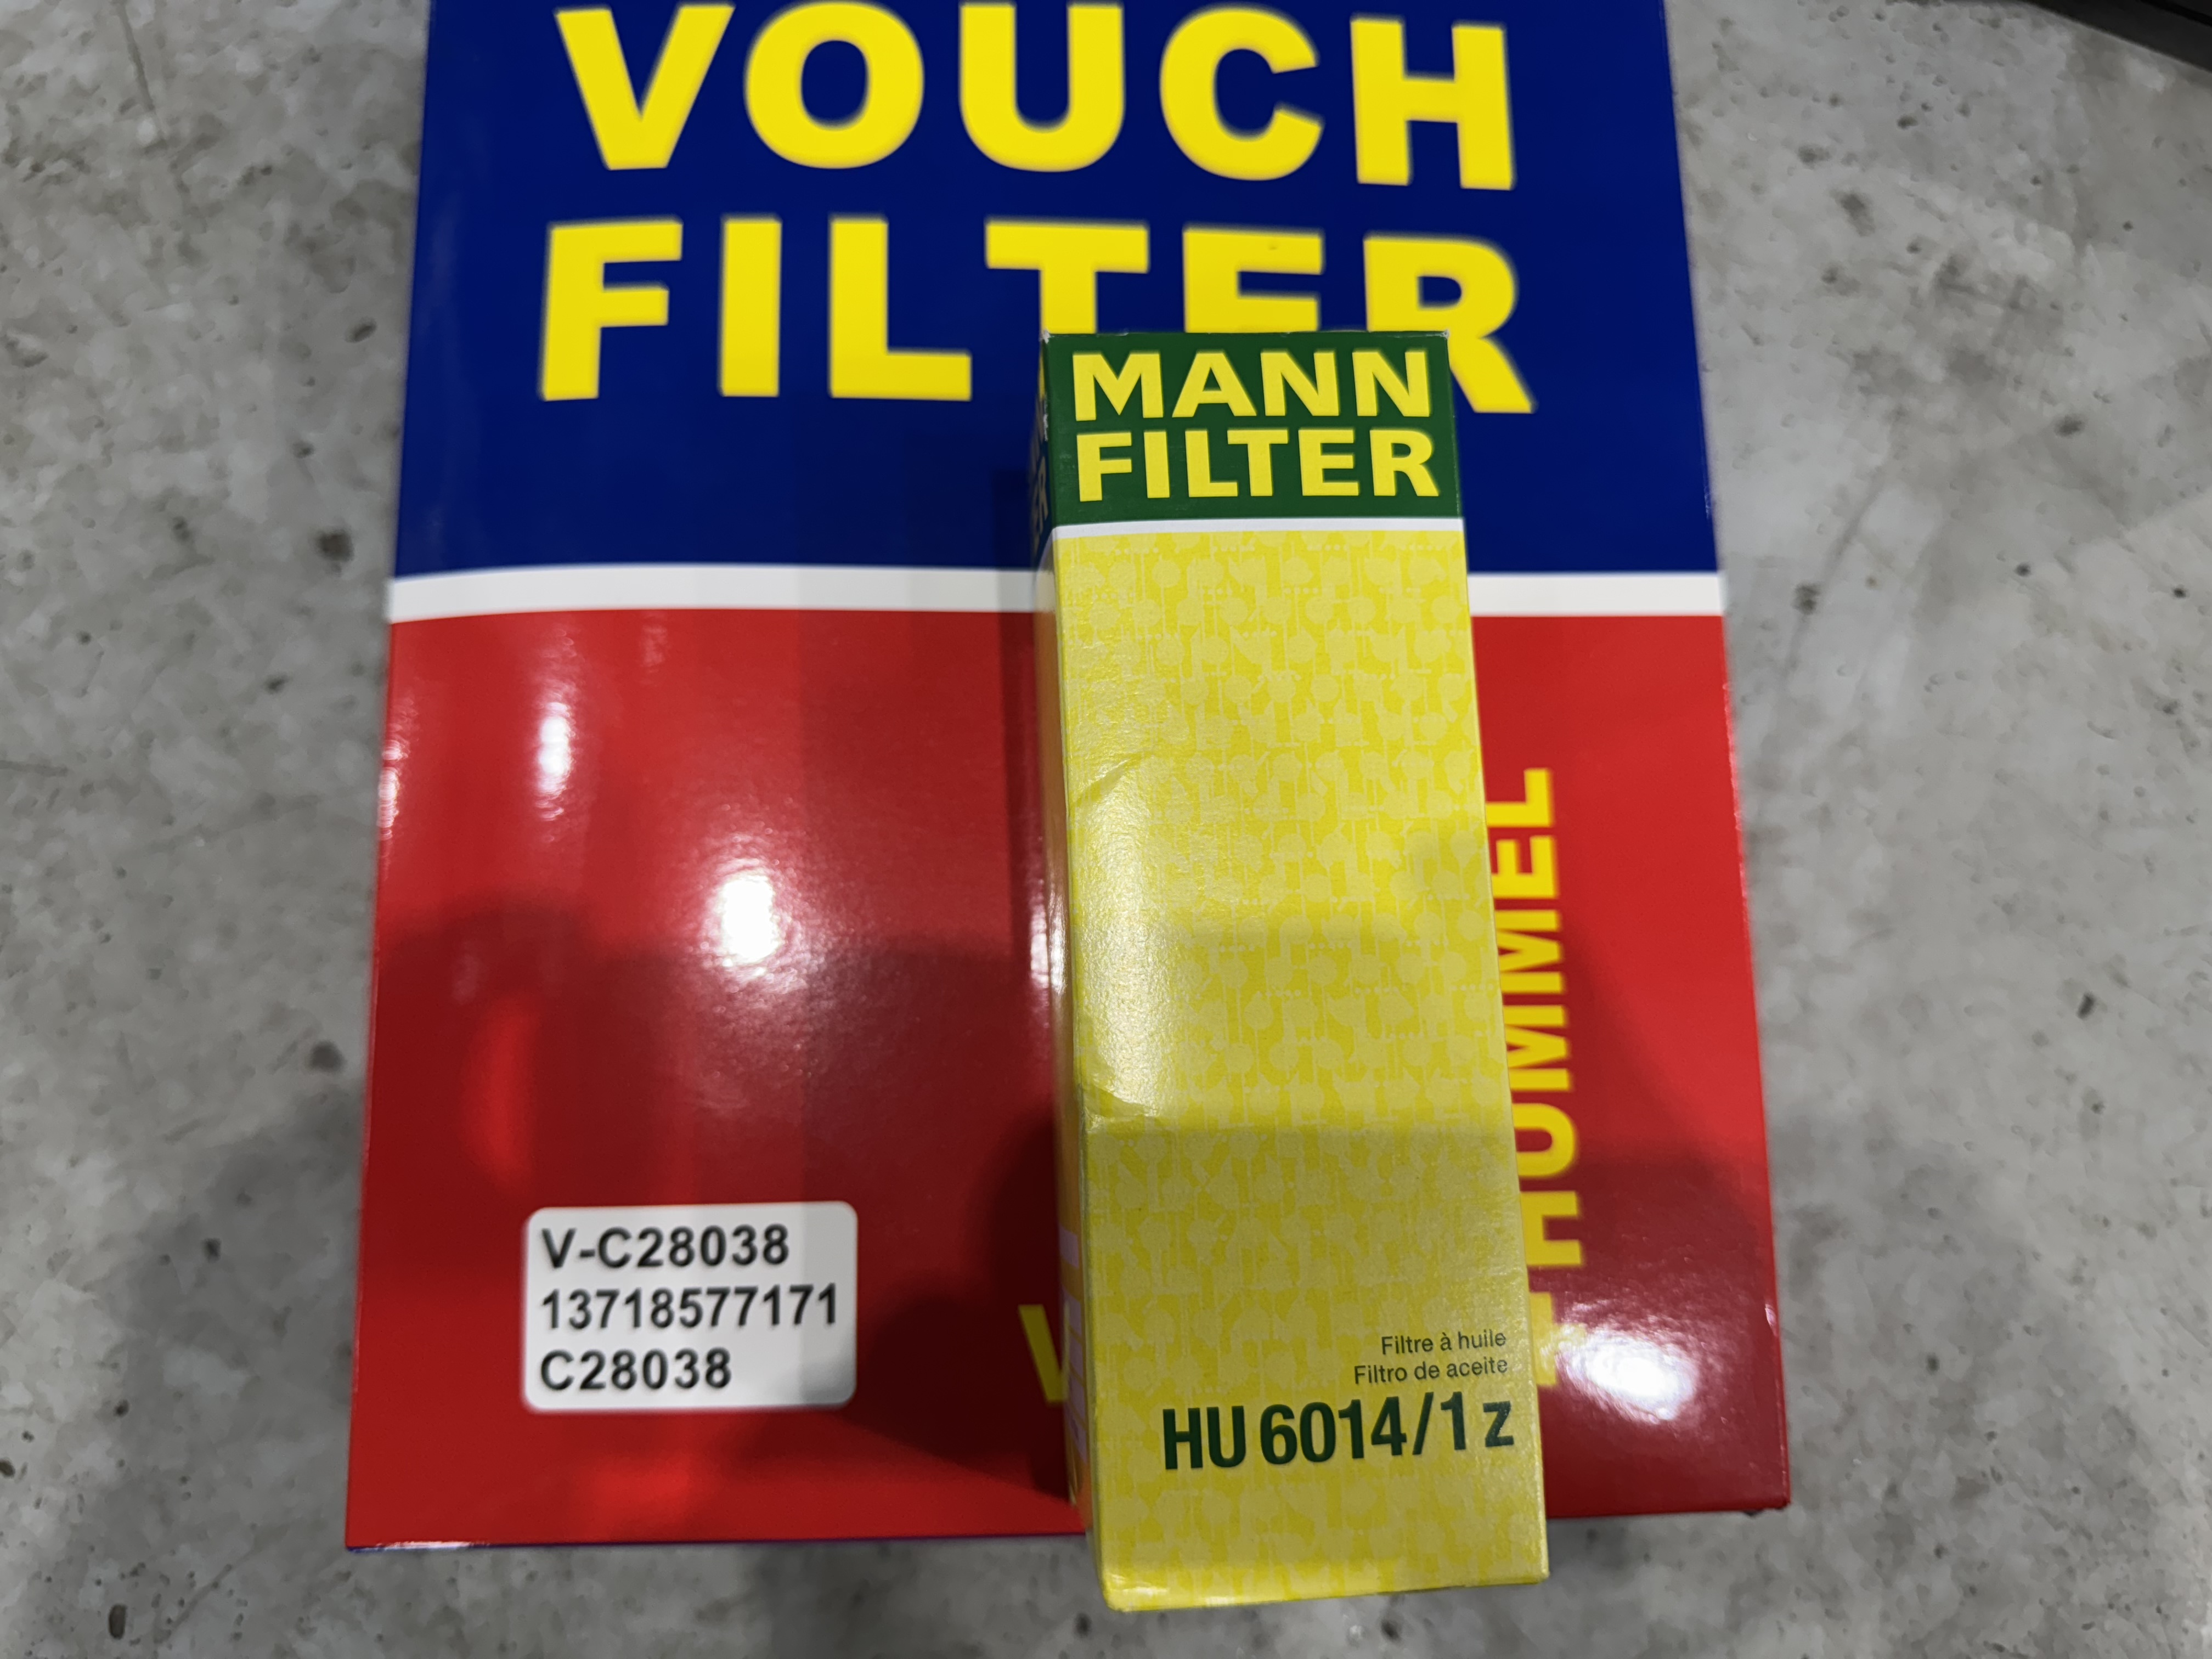 VOUCH
FILTER
MANN
FILTER
HOMMEL
V-C28038
13718577171
C28038
Filtre à huile
Filtro de aceite
HU 6014/1 z